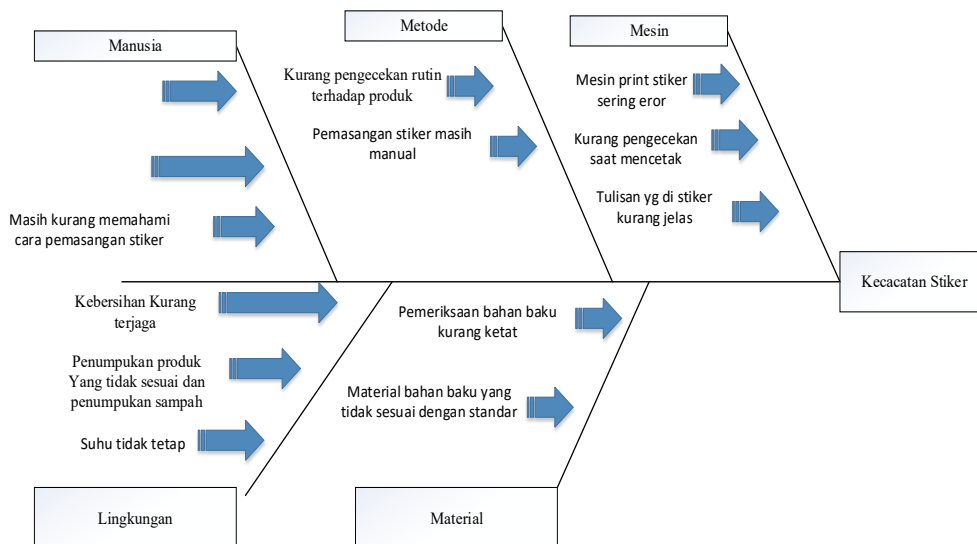 Manusia
Metode
Mesin
Kurang pengecekan rutin
terhadap produk
Pemasangan stiker masih
manual
Mesin print stiker
sering eror
Kurang pengecekan
saat mencetak
Tulisan yg di stiker
kurang jelas
Masih kurang memahami
cara pemasangan stiker
Kecacatan Stiker
Kebersihan Kurang
terjaga
Penumpukan produk
Yang tidak sesuai dan
penumpukan sampah
Suhu tidak tetap
Pemeriksaan bahan baku
kurang ketat
Material bahan baku yang
tidak sesuai dengan standar
Lingkungan
Material